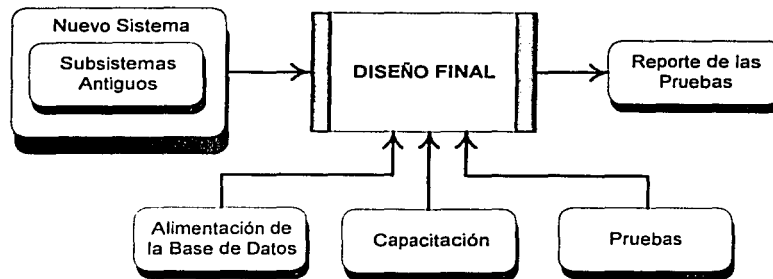 Nuevo Sistema
Subsistemas
Antiguos
DISEÑO FINAL
Reporte de las
Pruebas
Alimentación de
la Base de Datos
Capacitación
Pruebas